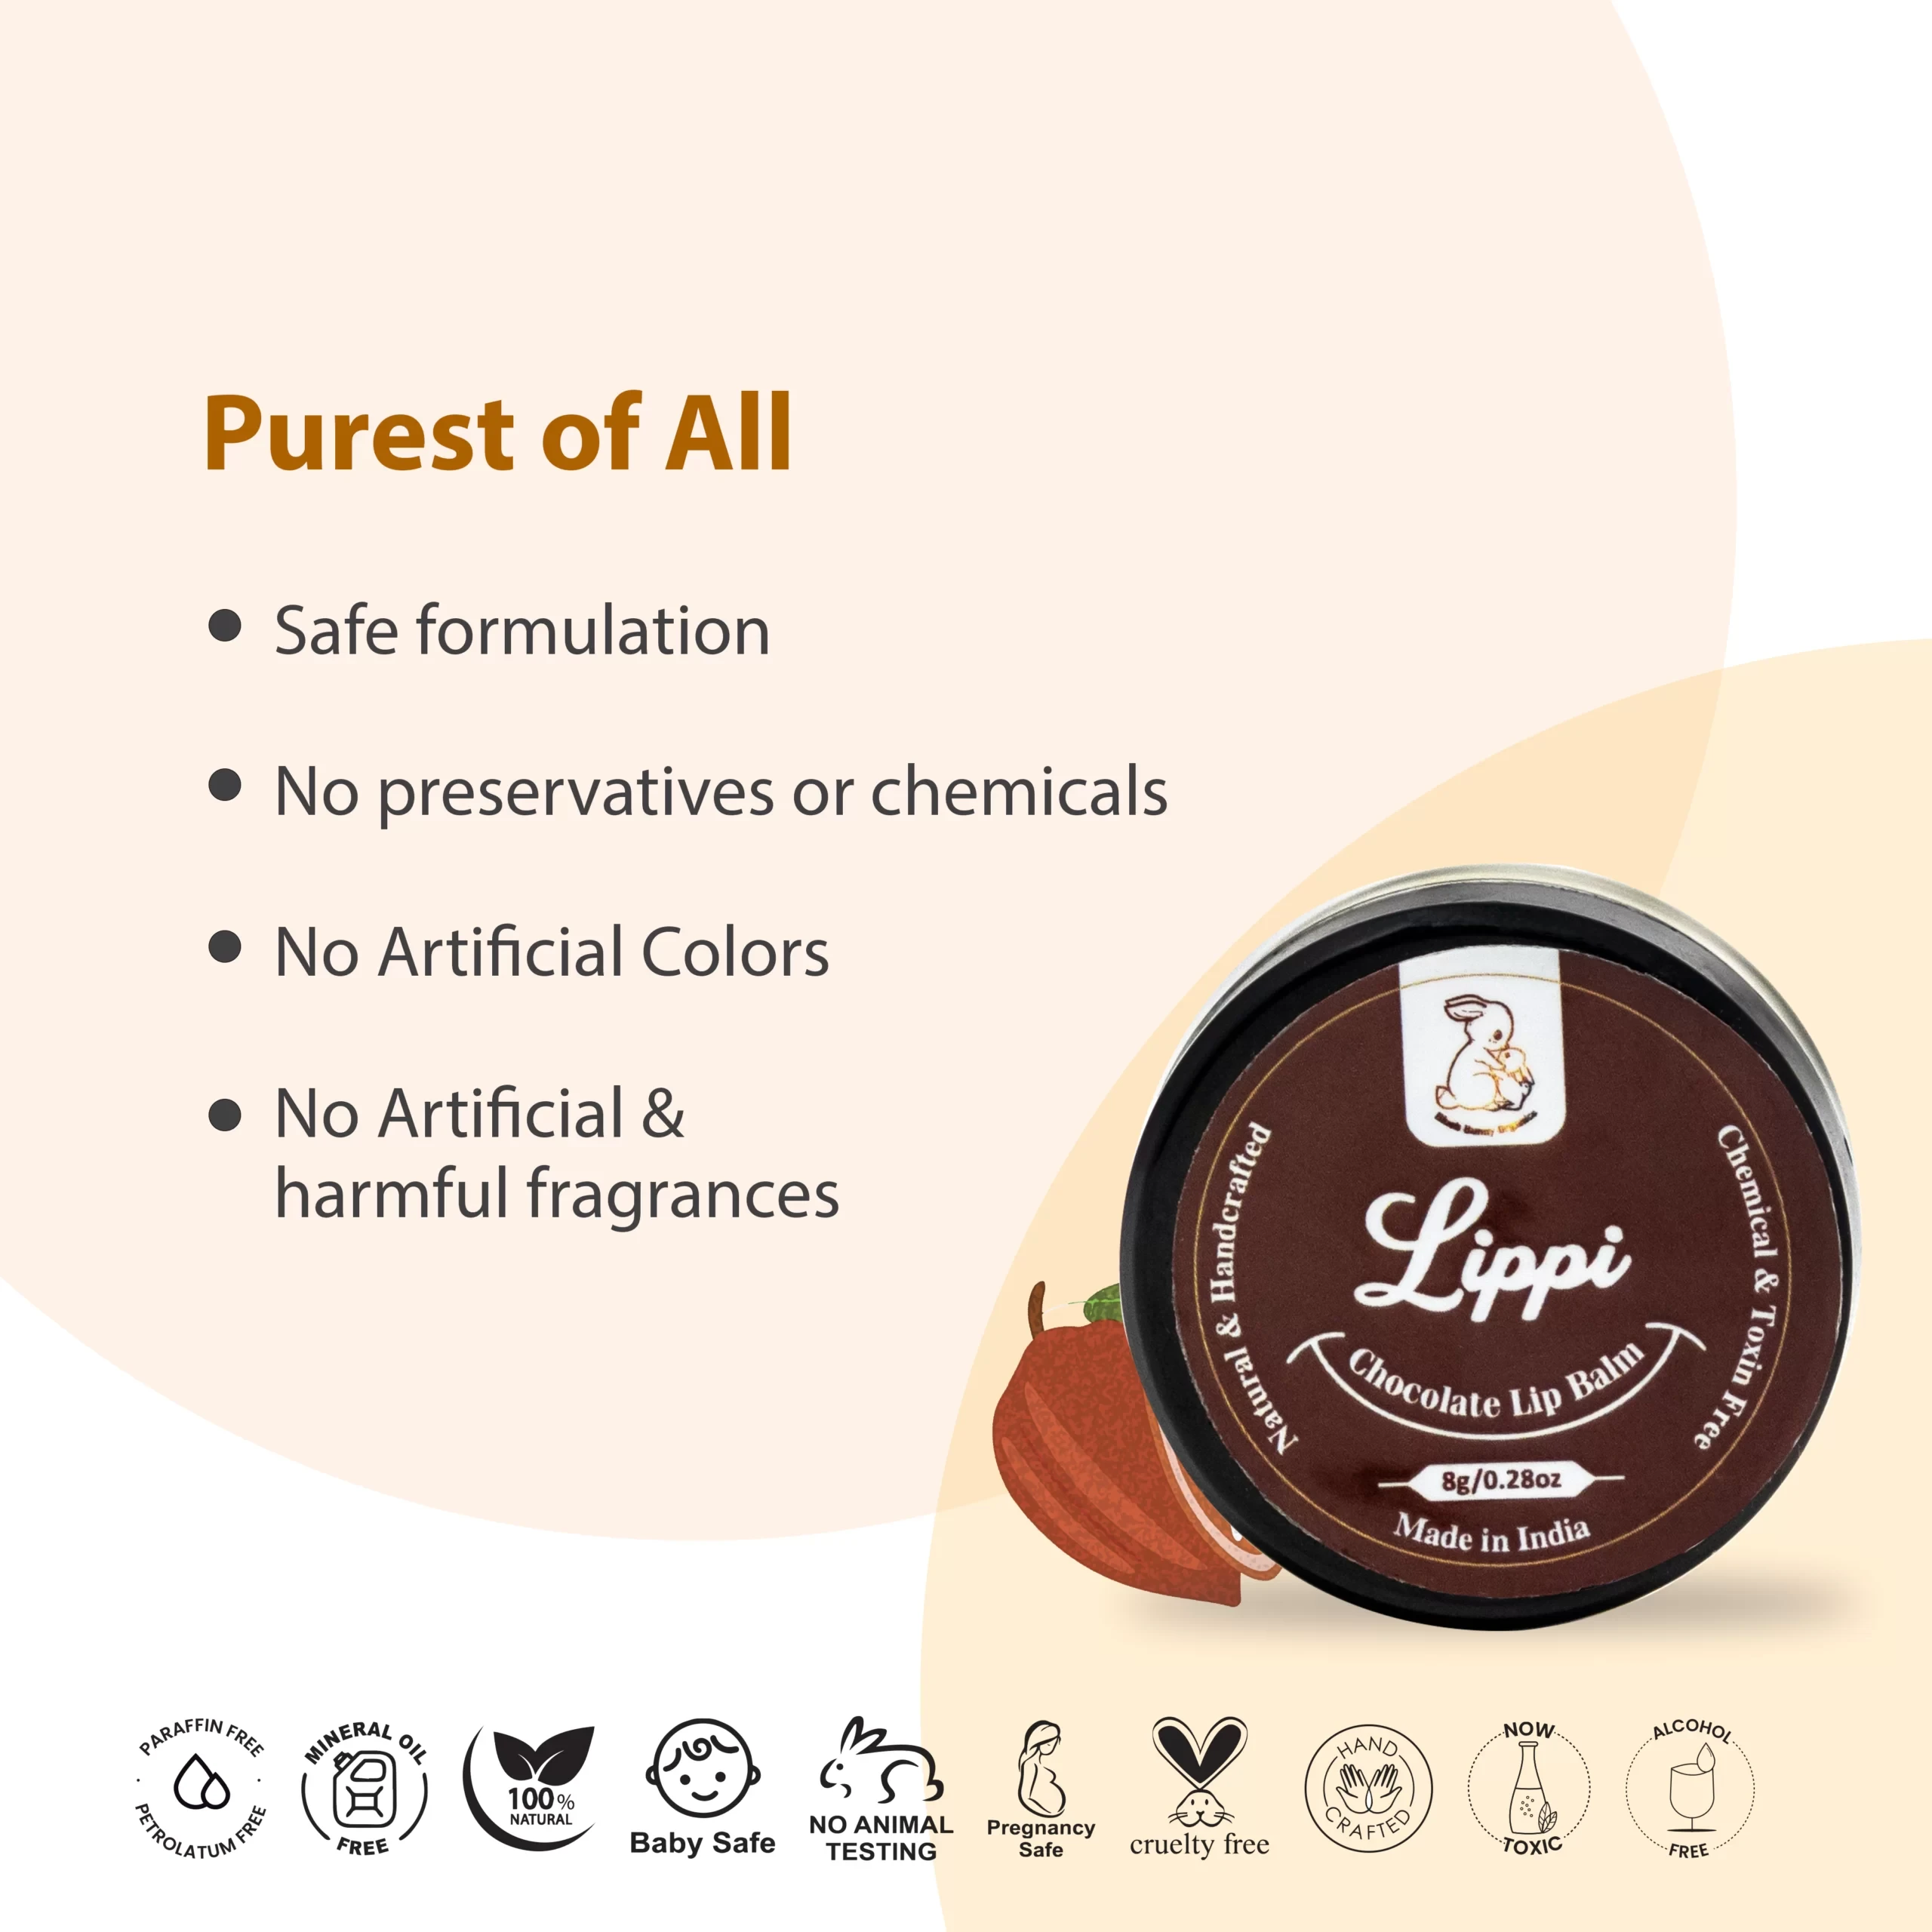 Purest of All
Safe formulation
No preservatives or chemicals
No Artificial Colors
No Artificial &
harmful fragrances
Natural & Handcrafted
Chemical & Toxin Free
Lippi
Chocolate Lip Balm
8g/0.28oz
Made in India
PARAFFIN FREE
PETROLATUM FREE
MINERAL OIL
FREE
100%
NATURAL
Baby Safe
NO ANIMAL
TESTING
Pregnancy
Safe
cruelty free
HAND
CRAFTED
NOW
TOXIC
ALCOHOL
FREE